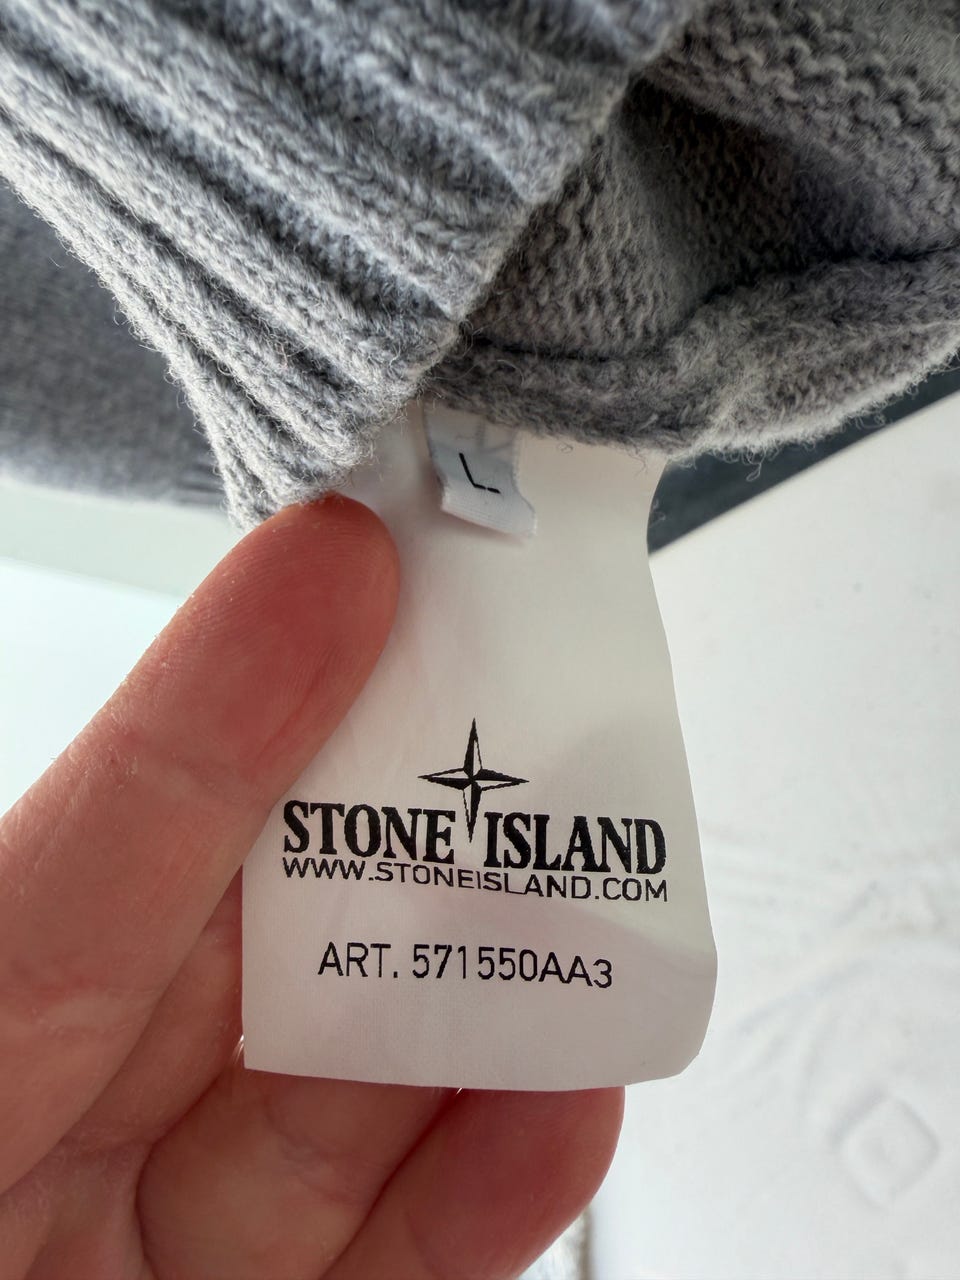 L
STONE ISLAND
WWW.STONEISLAND.COM
ART. 571550AA3